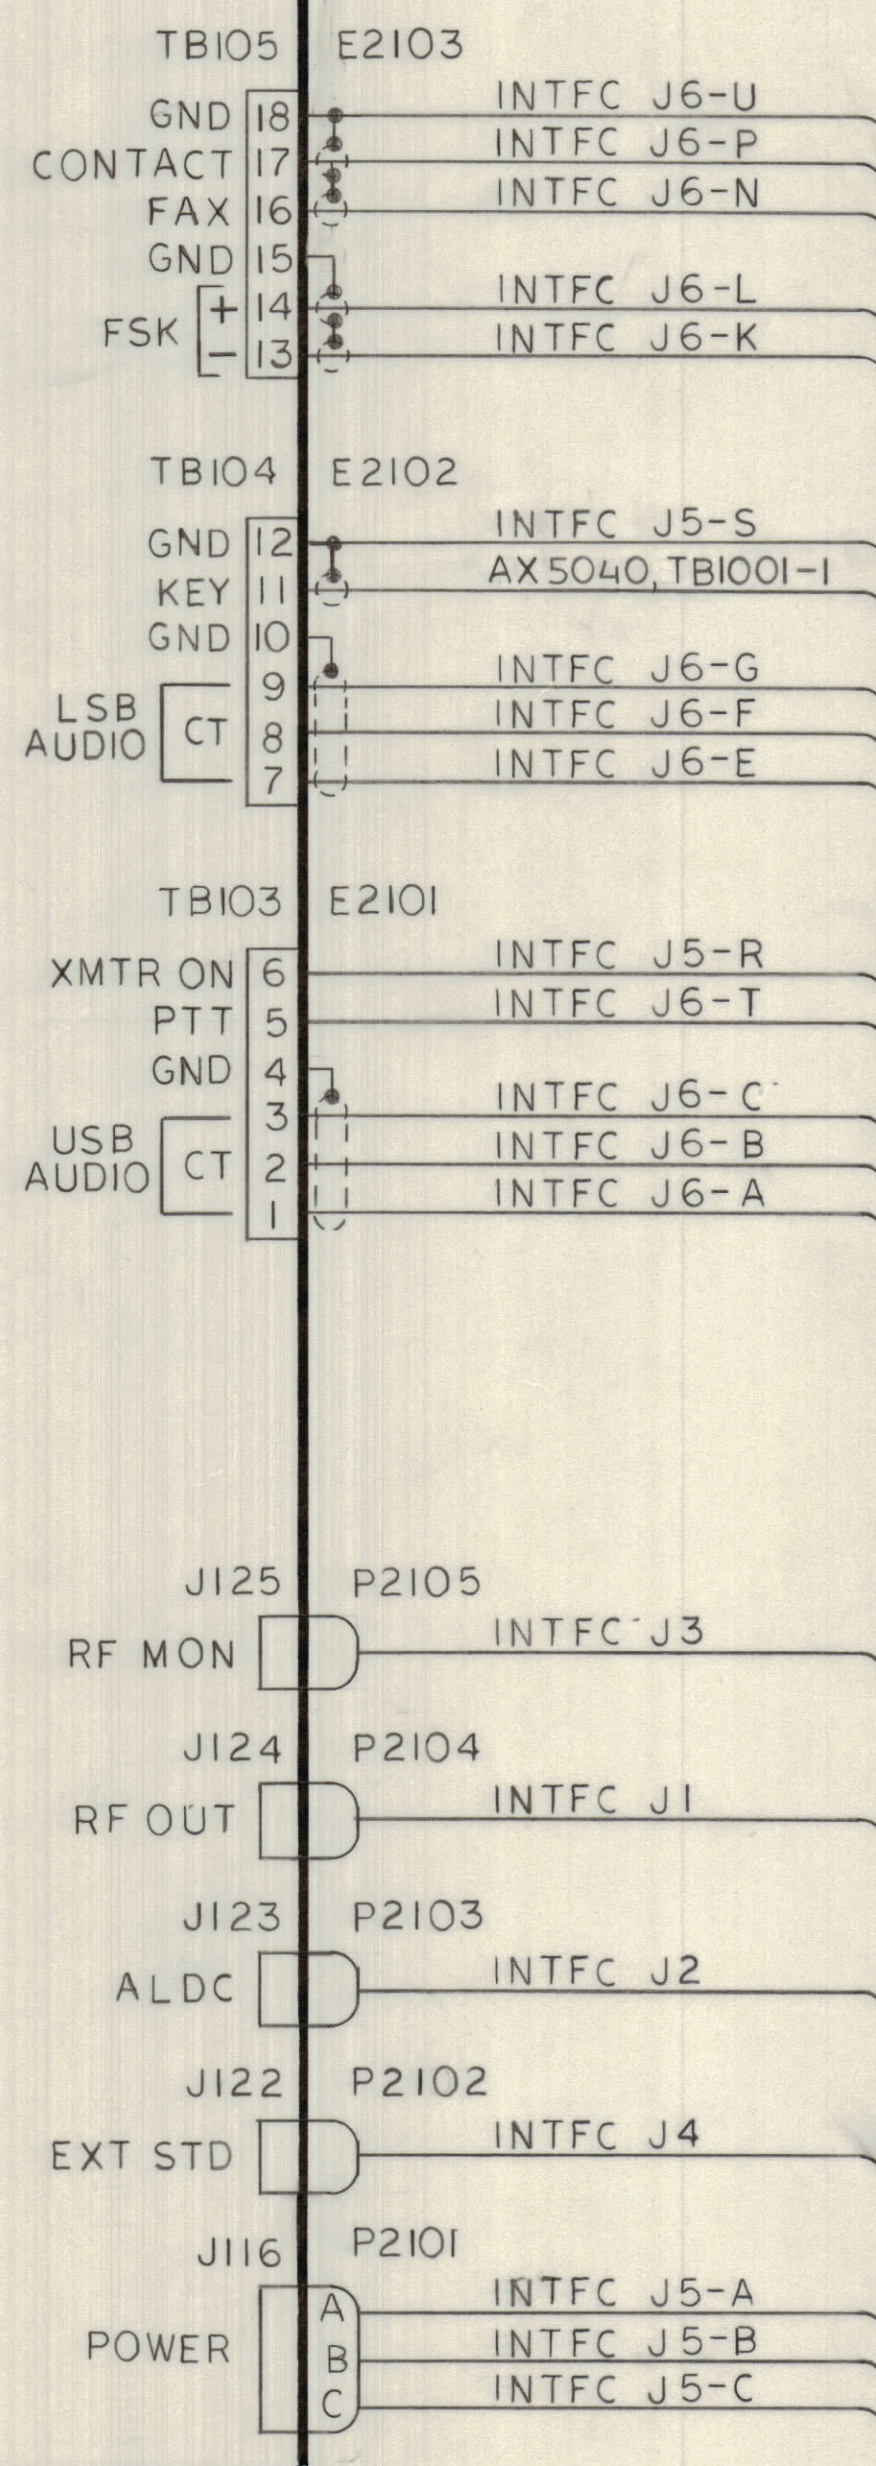 TB105 E2103
GND 18 INTFC J6-U
CONTACT 17 INTFC J6-P
FAX 16 INTFC J6-N
GND 15
+ 14 INTFC J6-L
FSK
- 13 INTFC J6-K
TB104 E2102
GND 12 INTFC J5-S
KEY 11 AX5040, TB1001-1
GND 10
9 INTFC J6-G
LSB
AUDIO CT 8 INTFC J6-F
7 INTFC J6-E
TB103 E2101
XMTR ON 6 INTFC J5-R
PTT 5 INTFC J6-T
GND 4
3 INTFC J6-C
USB
AUDIO CT 2 INTFC J6-B
1 INTFC J6-A
J125 P2105
RF MON INTFC J3
J124 P2104
RF OUT INTFC J1
J123 P2103
ALDC INTFC J2
J122 P2102
EXT STD INTFC J4
J116 P2101
A INTFC J5-A
POWER B INTFC J5-B
C INTFC J5-C